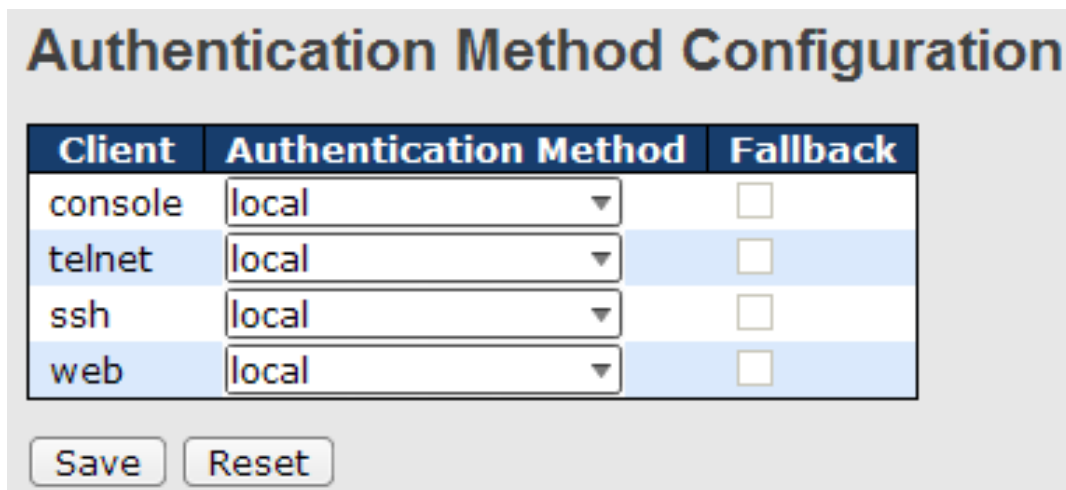 Authentication Method Configuration
Client Authentication Method Fallback
console local
telnet local
ssh local
web local
Save Reset